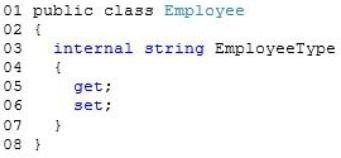 01 public class Employee
02 {
03   internal string EmployeeType
04   {
05     get;
06     set;
07   }
08 }